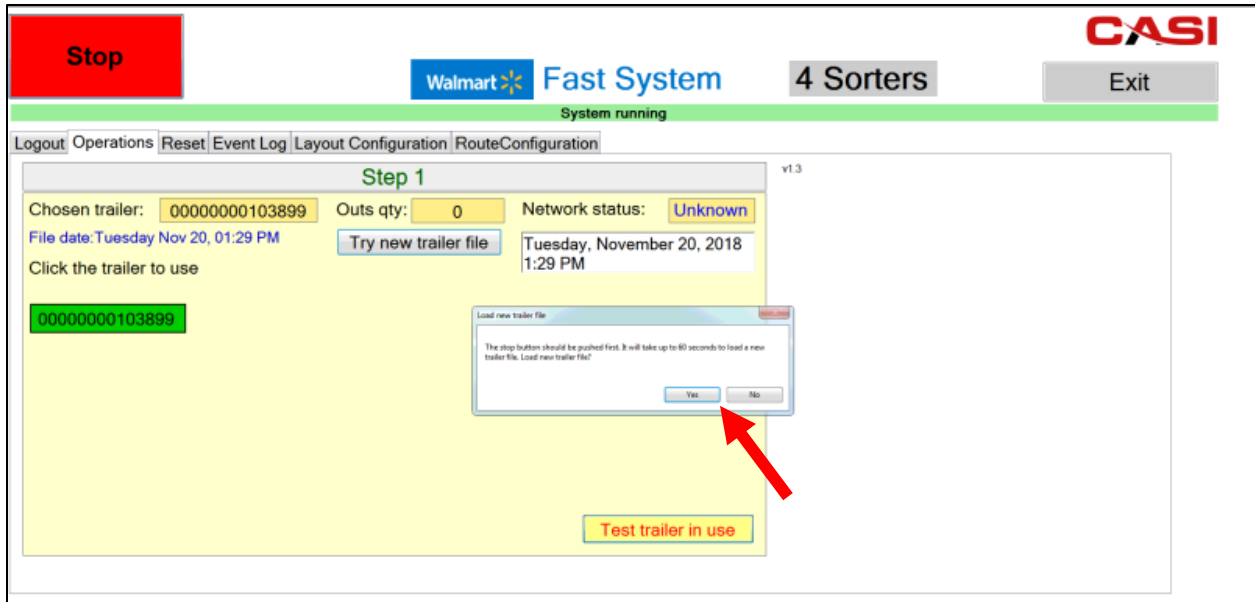 Stop
CASI
Walmart Fast System
4 Sorters
Exit
System running
Logout Operations Reset Event Log Layout Configuration RouteConfiguration
Step 1
v1.3
Chosen trailer: 00000000103899 Outs qty: 0 Network status: Unknown
File date:Tuesday Nov 20, 01:29 PM
Try new trailer file
Tuesday, November 20, 2018
1:29 PM
Click the trailer to use
00000000103899
Load new trailer file
The stop button should be pushed first. It will take up to 60 seconds to load a new
trailer file. Load new trailer file?
Yes No
Test trailer in use